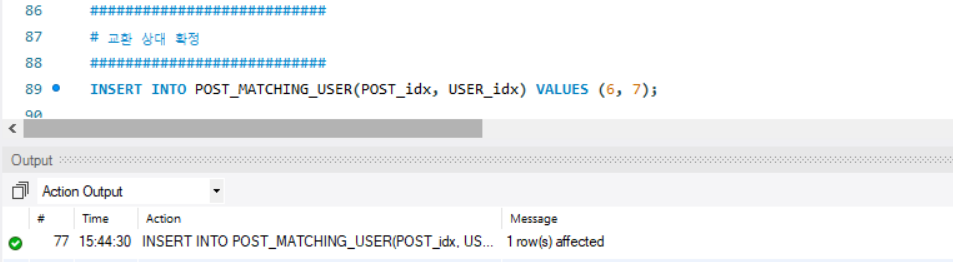 86 ###########################
87 # 교환 상대 확정
88 ###########################
89 INSERT INTO POST_MATCHING_USER(POST_idx, USER_idx) VALUES (6, 7);
90
Output
Action Output
# Time Action Message
77 15:44:30 INSERT INTO POST_MATCHING_USER(POST_idx, US... 1 row(s) affected